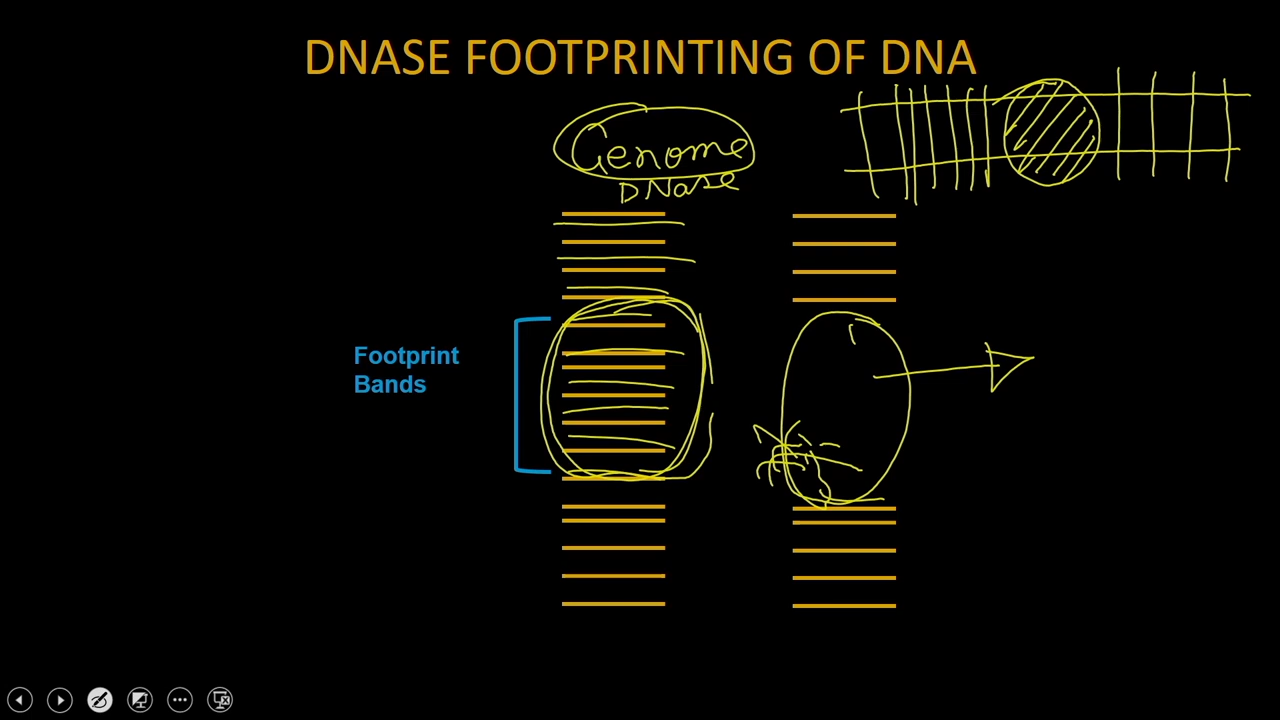 DNASE FOOTPRINTING OF DNA
Genome
DNase
Footprint
Bands